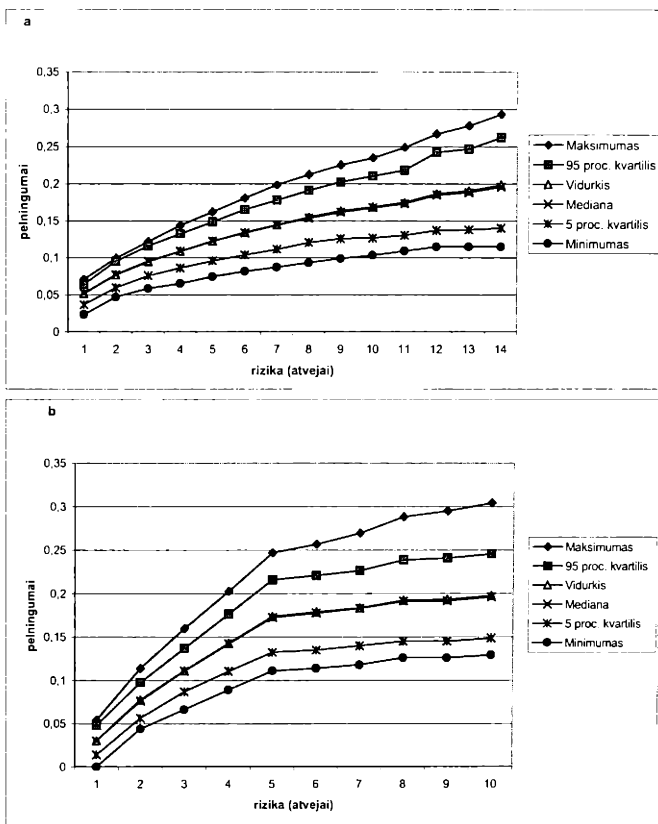 a
0,35
0,3
0,25
0,2
0,15
0,1
0,05
0
pelningumai
1 2 3 4 5 6 7 8 9 10 11 12 13 14
rizika (atvejai)
Maksimumas
95 proc. kvartilis
Vidurkis
Mediana
5 proc. kvartilis
Minimumas
b
0,35
0,3
0,25
0,2
0,15
0,1
0,05
0
pelningumai
1 2 3 4 5 6 7 8 9 10
rizika (atvejai)
Maksimumas
95 proc. kvartilis
Vidurkis
Mediana
5 proc. kvartilis
Minimumas